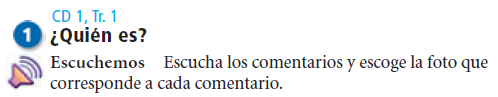 CD 1, Tr. 1
1 ¿Quién es?
Escuchemos Escucha los comentarios y escoge la foto que
corresponde a cada comentario.